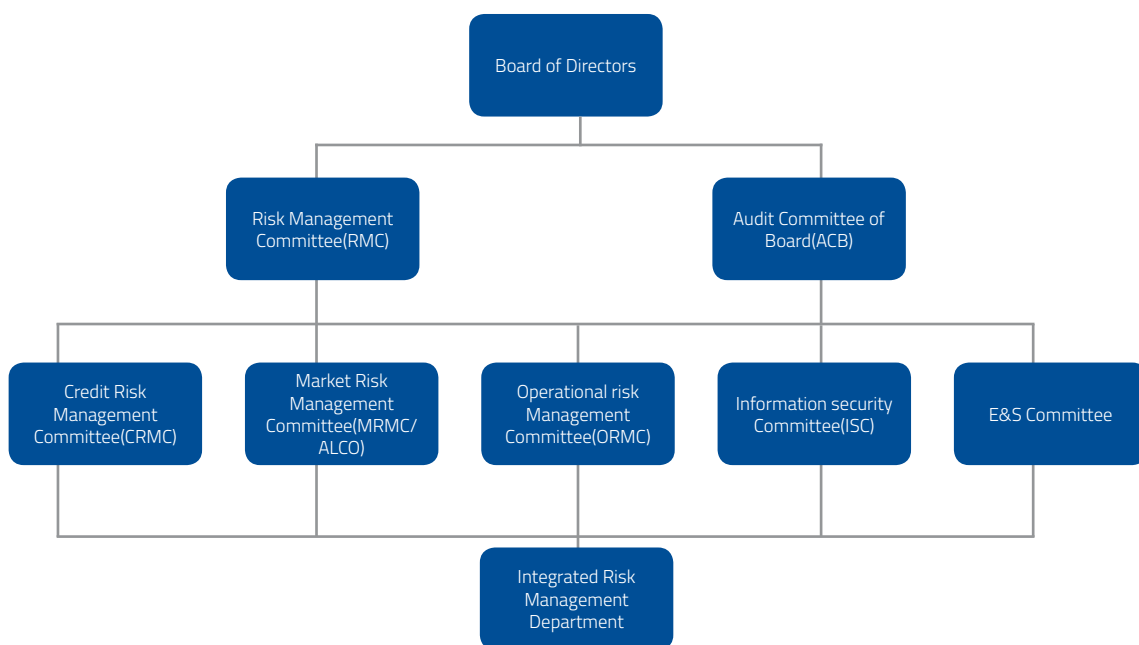 Board of Directors
Risk Management
Committee(RMC)
Audit Committee of
Board(ACB)
Credit Risk
Management
Committee(CRMC)
Market Risk
Management
Committee(MRMC/
ALCO)
Operational risk
Management
Committee(ORMC)
Information security
Committee(ISC)
E&S Committee
Integrated Risk
Management
Department